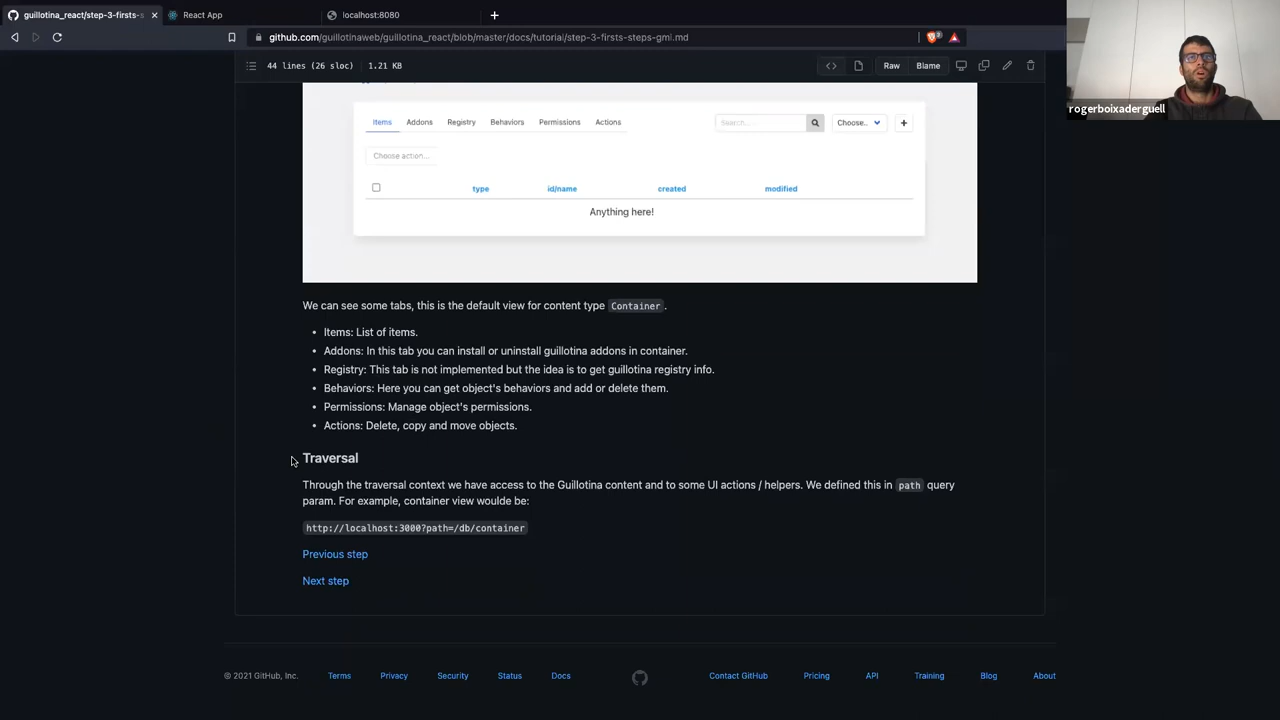 guillotina_react/step-3-firsts-s
React App
localhost:8080
github.com/guillotinaweb/guillotina_react/blob/master/docs/tutorial/step-3-firsts-steps-gmi.md
44 lines (26 sloc) 1.21 KB
Raw
Blame
rogerboixaderguell
Items Addons Registry Behaviors Permissions Actions
Search... Choose..
Choose action...
type id/name created modified
Anything here!
We can see some tabs, this is the default view for content type Container.
• Items: List of items.
• Addons: In this tab you can install or uninstall guillotina addons in container.
• Registry: This tab is not implemented but the idea is to get guillotina registry info.
• Behaviors: Here you can get object's behaviors and add or delete them.
• Permissions: Manage object's permissions.
• Actions: Delete, copy and move objects.
Traversal
Through the traversal context we have access to the Guillotina content and to some UI actions / helpers. We defined this in path query
param. For example, container view woulde be:
http://localhost:3000?path=/db/container
Previous step
Next step
© 2021 GitHub, Inc. Terms Privacy Security Status Docs Contact GitHub Pricing API Training Blog About